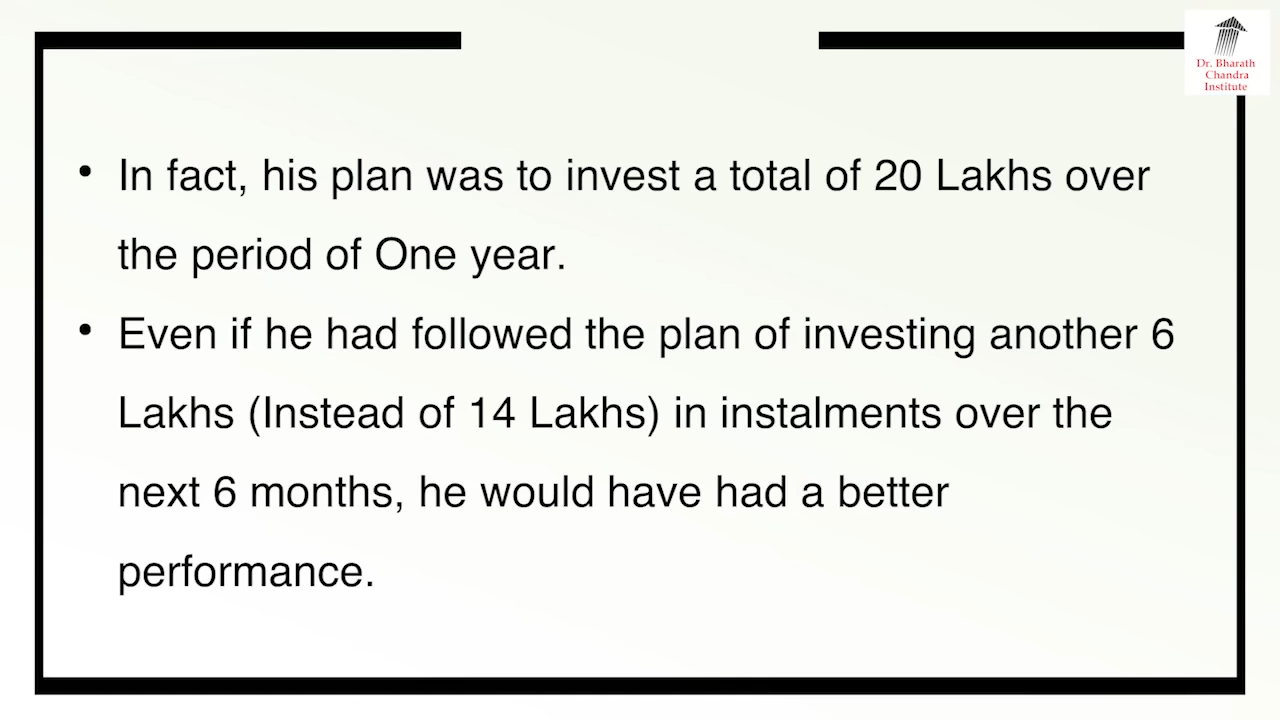 Dr. Bharath
Chandra
Institute
• In fact, his plan was to invest a total of 20 Lakhs over
the period of One year.
• Even if he had followed the plan of investing another 6
Lakhs (Instead of 14 Lakhs) in instalments over the
next 6 months, he would have had a better
performance.